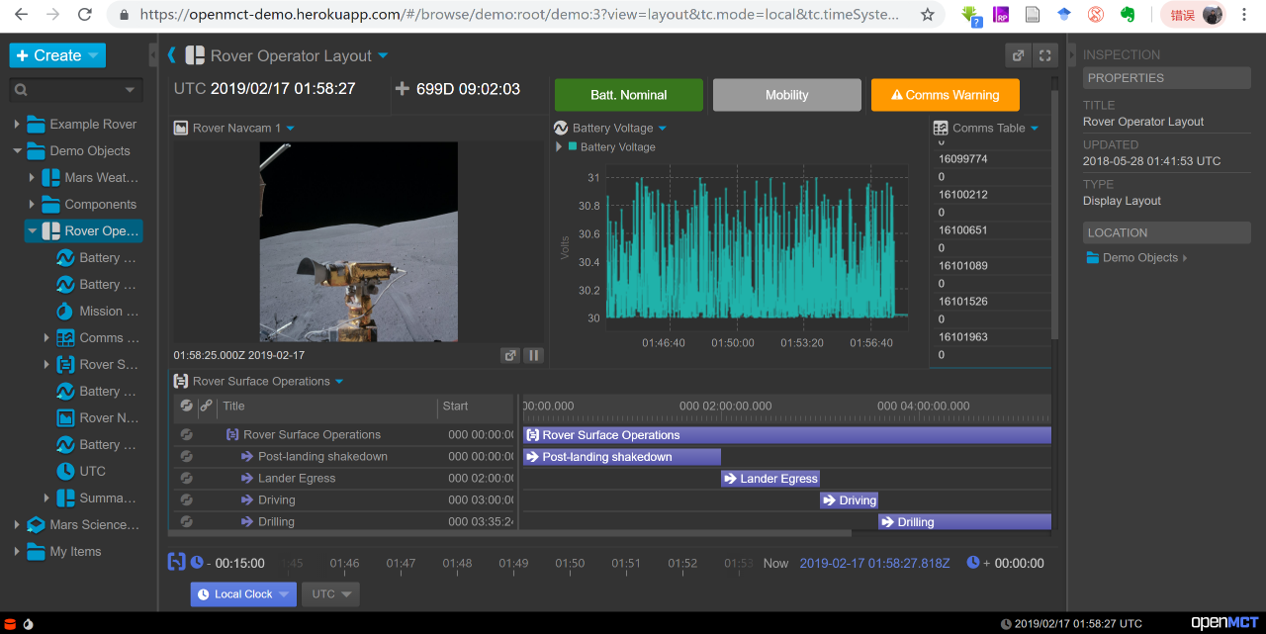 https://openmct-demo.herokuapp.com/#/browse/demo:root/demo:3?view=layout&tc.mode=local&tc.timeSyste...
?
RP
错误
+ Create
Rover Operator Layout
INSPECTION
PROPERTIES
TITLE
Rover Operator Layout
UPDATED
2018-05-28 01:41:53 UTC
TYPE
Display Layout
LOCATION
Demo Objects
Example Rover
Demo Objects
Mars Weat...
Components
Rover Ope...
Battery ...
Battery ...
Mission ...
Comms ...
Rover S...
Battery ...
Rover N...
Battery ...
UTC
Summa...
Mars Science...
My Items
UTC 2019/02/17 01:58:27
+ 699D 09:02:03
Batt. Nominal
Mobility
Comms Warning
Rover Navcam 1
01:58:25.000Z 2019-02-17
Battery Voltage
Battery Voltage
Volts
31
30.8
30.6
30.4
30.2
30
01:46:40 01:50:00 01:53:20 01:56:40
Comms Table
0
16099774
0
16100212
0
16100651
0
16101089
0
16101526
0
16101963
0
Rover Surface Operations
Title Start
00:00.000 000 02:00:00.000 000 04:00:00.000
Rover Surface Operations 000 00:00:0 Rover Surface Operations
Post-landing shakedown 000 00:00:0 Post-landing shakedown
Lander Egress 000 02:00:0 Lander Egress
Driving 000 03:00:0 Driving
Drilling 000 03:35:24 Drilling
- 00:15:00 :45 01:46 01:47 01:48 01:49 01:50 01:51 01:52 01:53 Now 2019-02-17 01:58:27.818Z + 00:00:00
Local Clock UTC
2019/02/17 01:58:27 UTC
openMCT